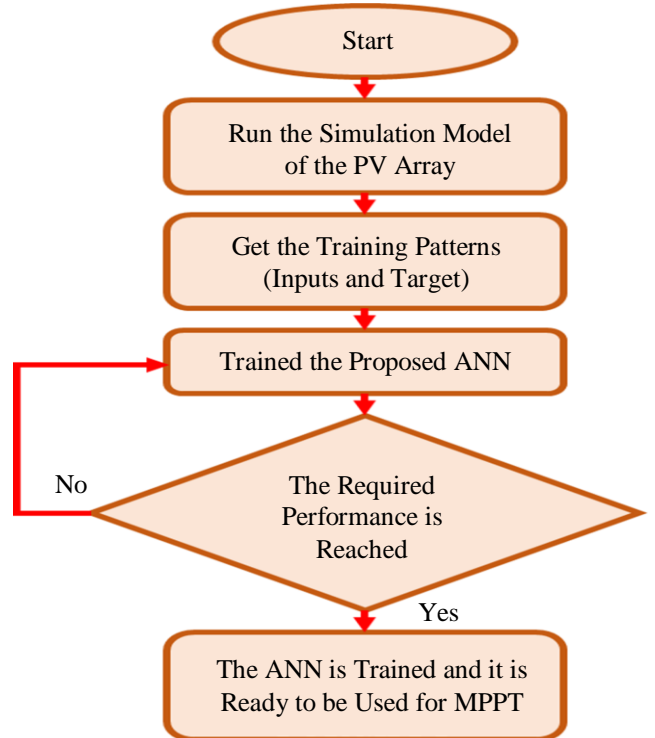 Start
Run the Simulation Model
of the PV Array
Get the Training Patterns
(Inputs and Target)
Trained the Proposed ANN
No
The Required
Performance is
Reached
Yes
The ANN is Trained and it is
Ready to be Used for MPPT